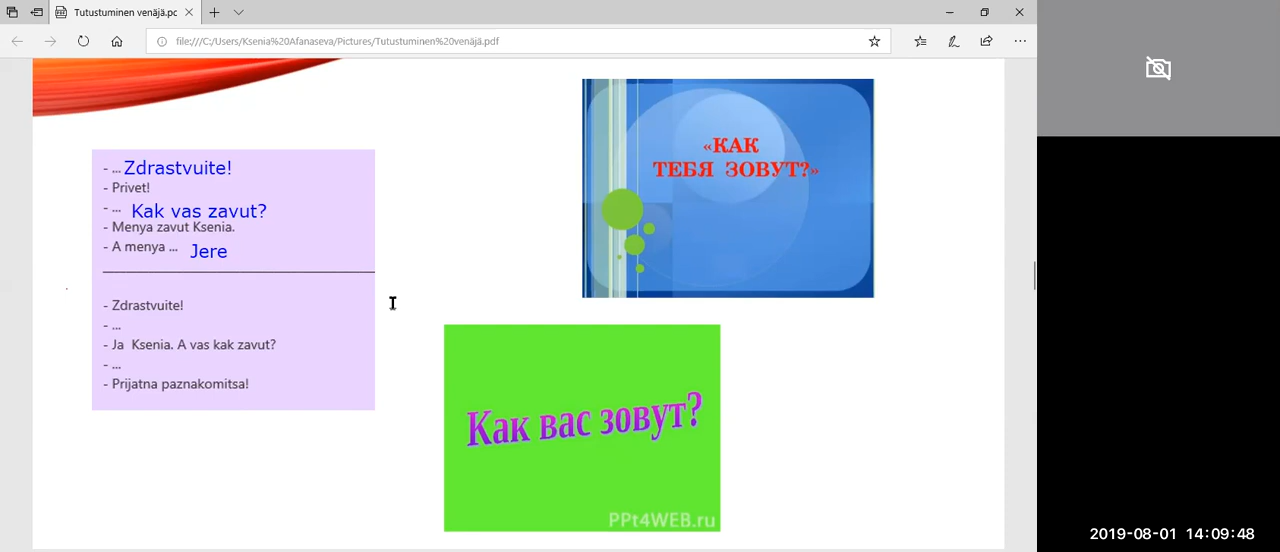 Tutustuminen venäjä.pc
file:///C:/Users/Ksenia%20Afanaseva/Pictures/Tutustuminen%20venäjä.pdf
- ... Zdrastvuite!
- Privet!
- ... Kak vas zavut?
- Menya zavut Ksenia.
- A menya ... Jere
- Zdrastvuite!
- ...
- Ja Ksenia. A vas kak zavut?
- ...
- Prijatna paznakomitsa!
«КАК
ТЕБЯ ЗОВУТ?»
Как вас зовут?
PPt4WEB.ru
2019-08-01 14:09:48